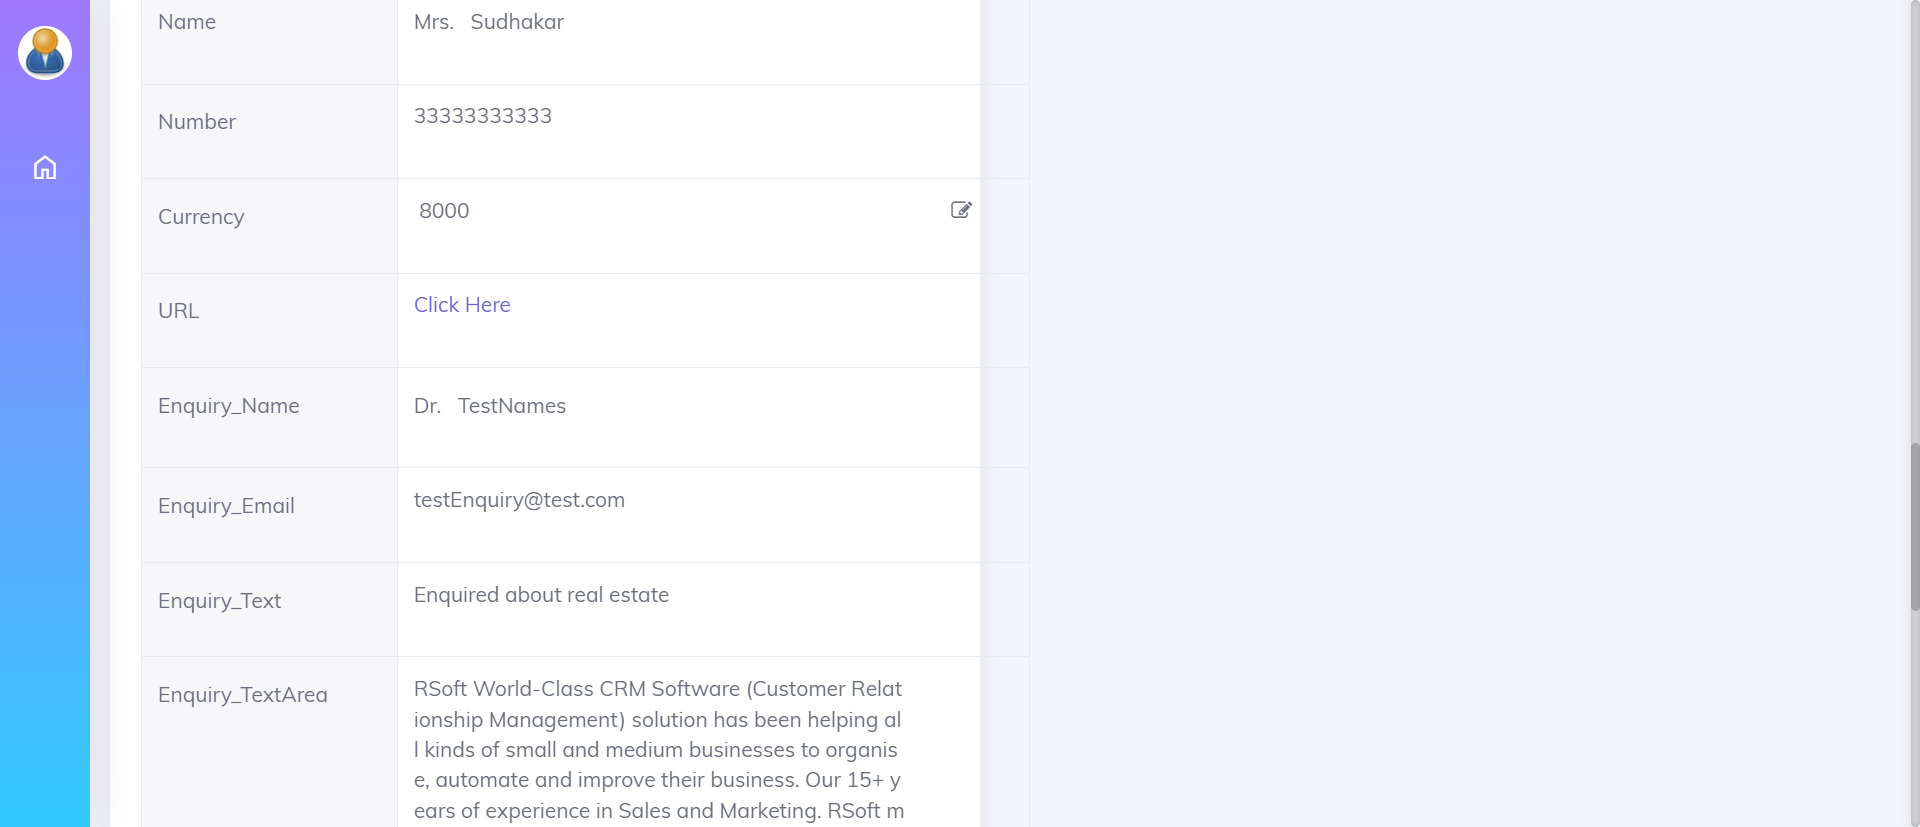 Name
Mrs. Sudhakar
Number
33333333333
Currency
8000
URL
Click Here
Enquiry_Name
Dr. TestNames
Enquiry_Email
testEnquiry@test.com
Enquiry_Text
Enquired about real estate
Enquiry_TextArea
RSoft World-Class CRM Software (Customer Relat
ionship Management) solution has been helping al
l kinds of small and medium businesses to organis
e, automate and improve their business. Our 15+ y
ears of experience in Sales and Marketing. RSoft m